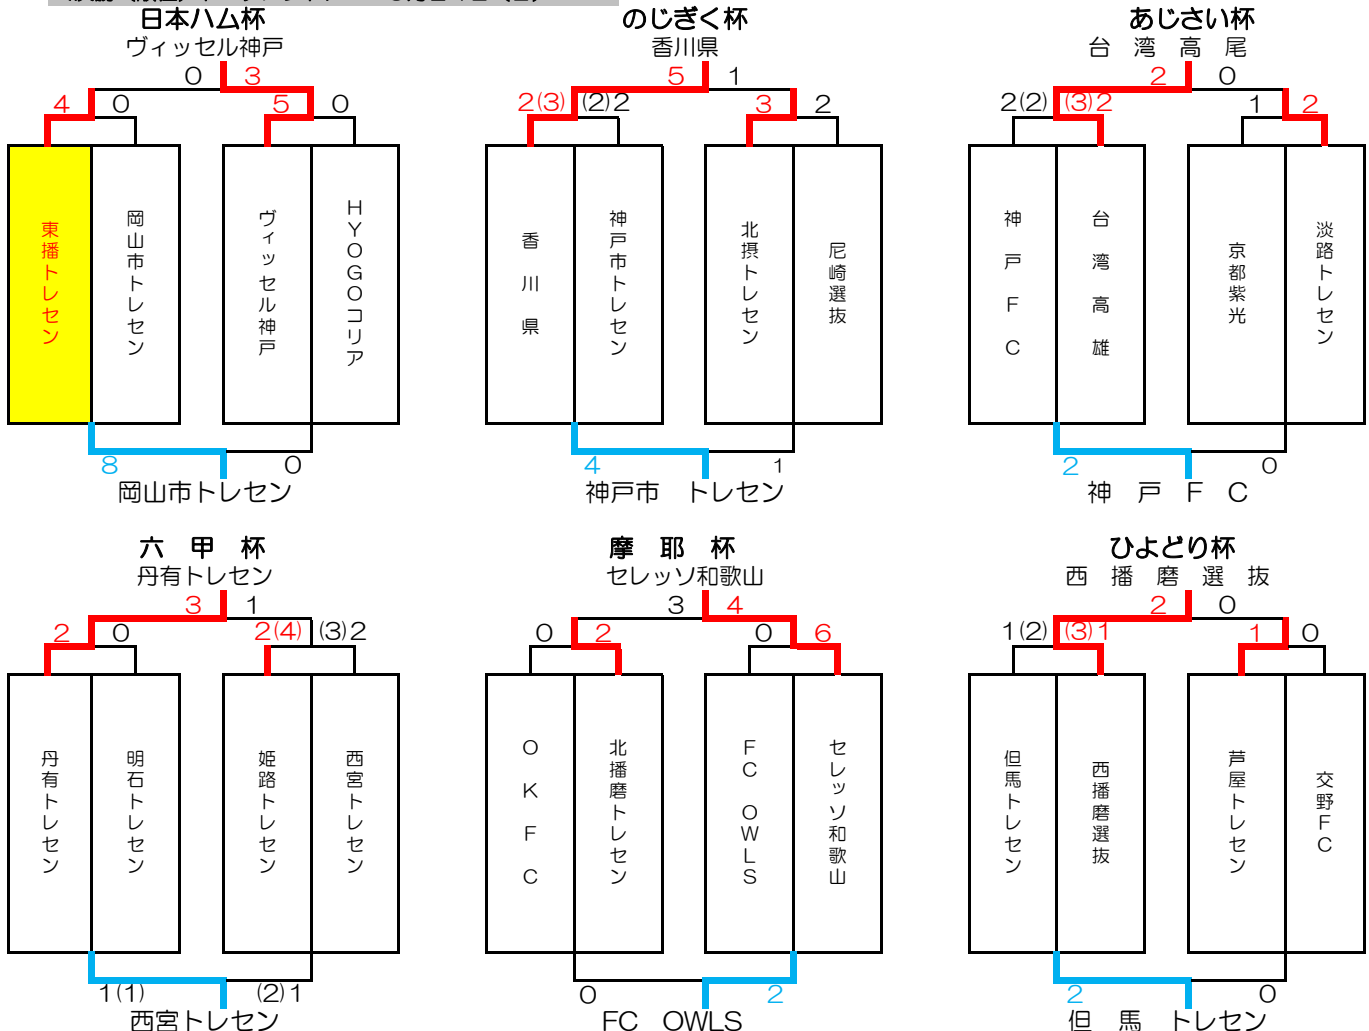 日本ハム杯
ヴィッセル神戸
0 3
4 0
5 0
東播トレセン
岡山市トレセン
ヴィッセル神戸
HYOGOコリア
8 0
岡山市トレセン
のじぎく杯
香川県
5 1
2(3) (2)2
3 2
香川県
神戸市トレセン
北摂トレセン
尼崎選抜
4 1
神戸市 トレセン
あじさい杯
台湾高尾
2 0
2(2) (3)2
1 2
神戸FC
台湾高雄
京都紫光
淡路トレセン
2 0
神戸FC
六甲杯
丹有トレセン
3 1
2 0
2(4) (3)2
丹有トレセン
明石トレセン
姫路トレセン
西宮トレセン
1(1) (2)1
西宮トレセン
摩耶杯
セレッソ和歌山
3 4
0 2
0 6
OKFC
北播磨トレセン
FC OWLS
セレッソ和歌山
0 2
FC OWLS
ひよどり杯
西播磨選抜
2 0
1(2) (3)1
1 0
但馬トレセン
西播磨選抜
芦屋トレセン
交野FC
2 0
但馬 トレセン